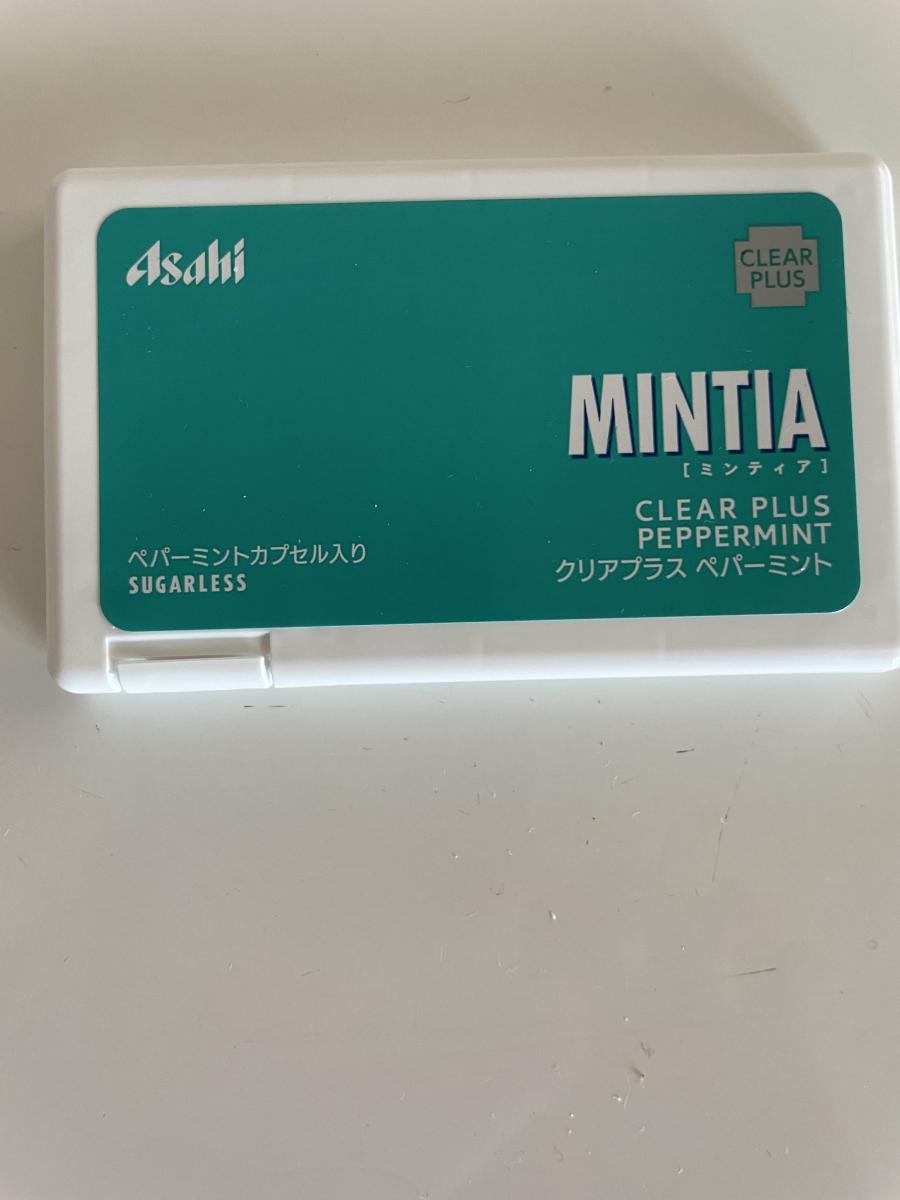 Asahi
CLEAR
PLUS
MINTIA
[ミンティア]
CLEAR PLUS
PEPPERMINT
クリアプラス ペパーミント
ペパーミントカプセル入り
SUGARLESS